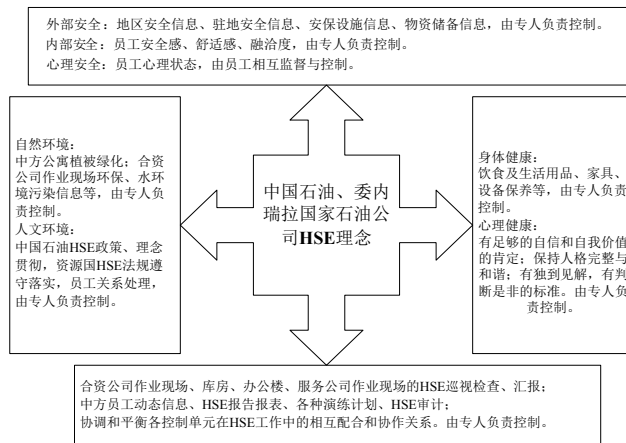 外部安全：地区安全信息、驻地安全信息、安保设施信息、物资储备信息，由专人负责控制。
内部安全：员工安全感、舒适感、融洽度，由专人负责控制。
心理安全：员工心理状态，由员工相互监督与控制。
自然环境：
中方公寓植被绿化；合资
公司作业现场环保、水环
境污染信息等，由专人负
责控制。
人文环境：
中国石油HSE政策、理念
贯彻，资源国HSE法规遵
守落实，员工关系处理，
由专人负责控制。
中国石油、委内
瑞拉国家石油公
司HSE理念
身体健康：
饮食及生活用品、家具、
设备保养等，由专人负责
控制。
心理健康：
有足够的自信和自我价值
的肯定；保持人格完整与
和谐；有独到见解，有判
断是非的标准。由专人负
责控制。
合资公司作业现场、库房、办公楼、服务公司作业现场的HSE巡视检查、汇报；
中方员工动态信息、HSE报告报表、各种演练计划、HSE审计；
协调和平衡各控制单元在HSE工作中的相互配合和协作关系。由专人负责控制。